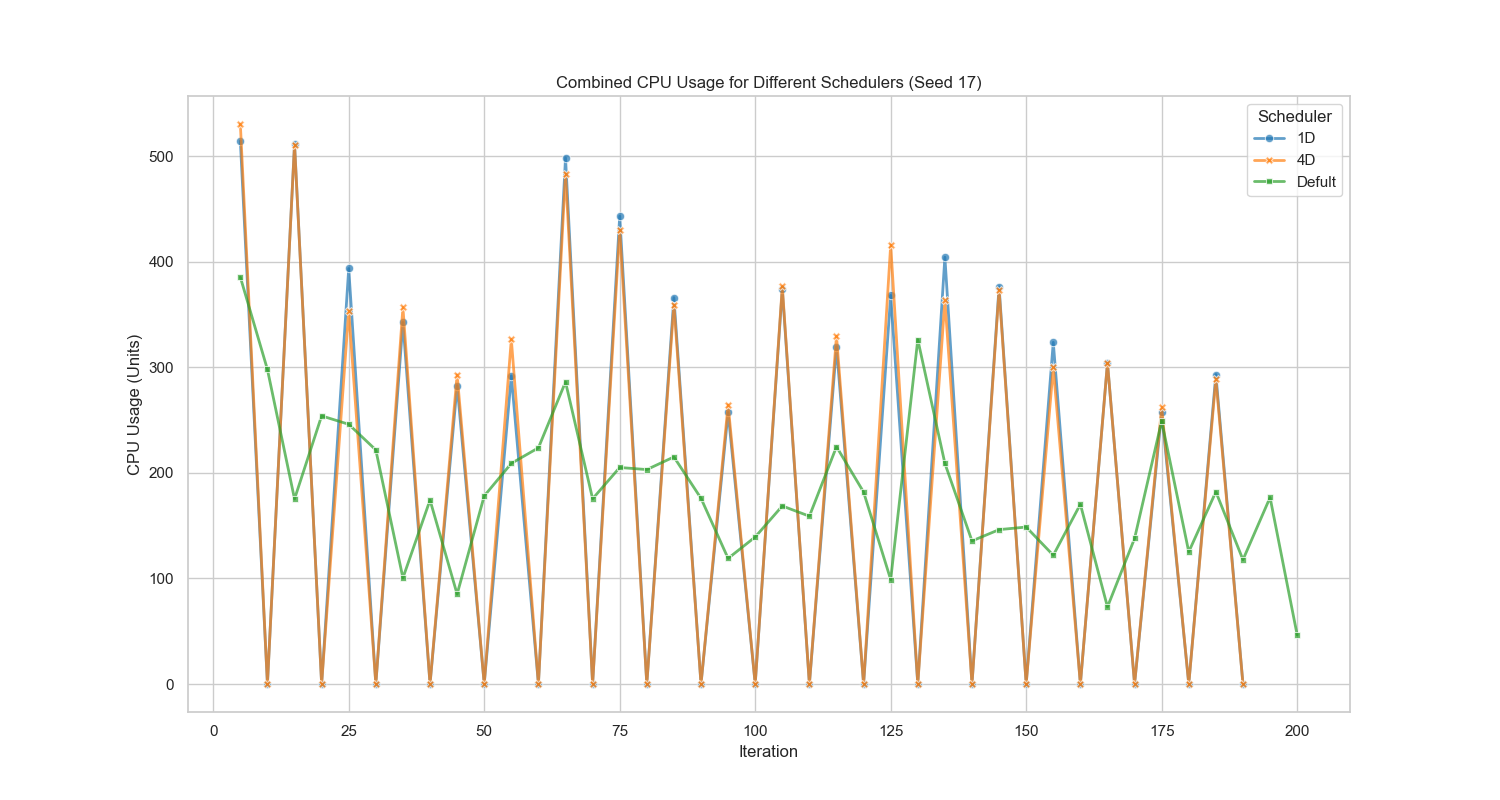 Combined CPU Usage for Different Schedulers (Seed 17)
Scheduler
1D
4D
Defult
CPU Usage (Units)
500
400
300
200
100
0
0 25 50 75 100 125 150 175 200
Iteration